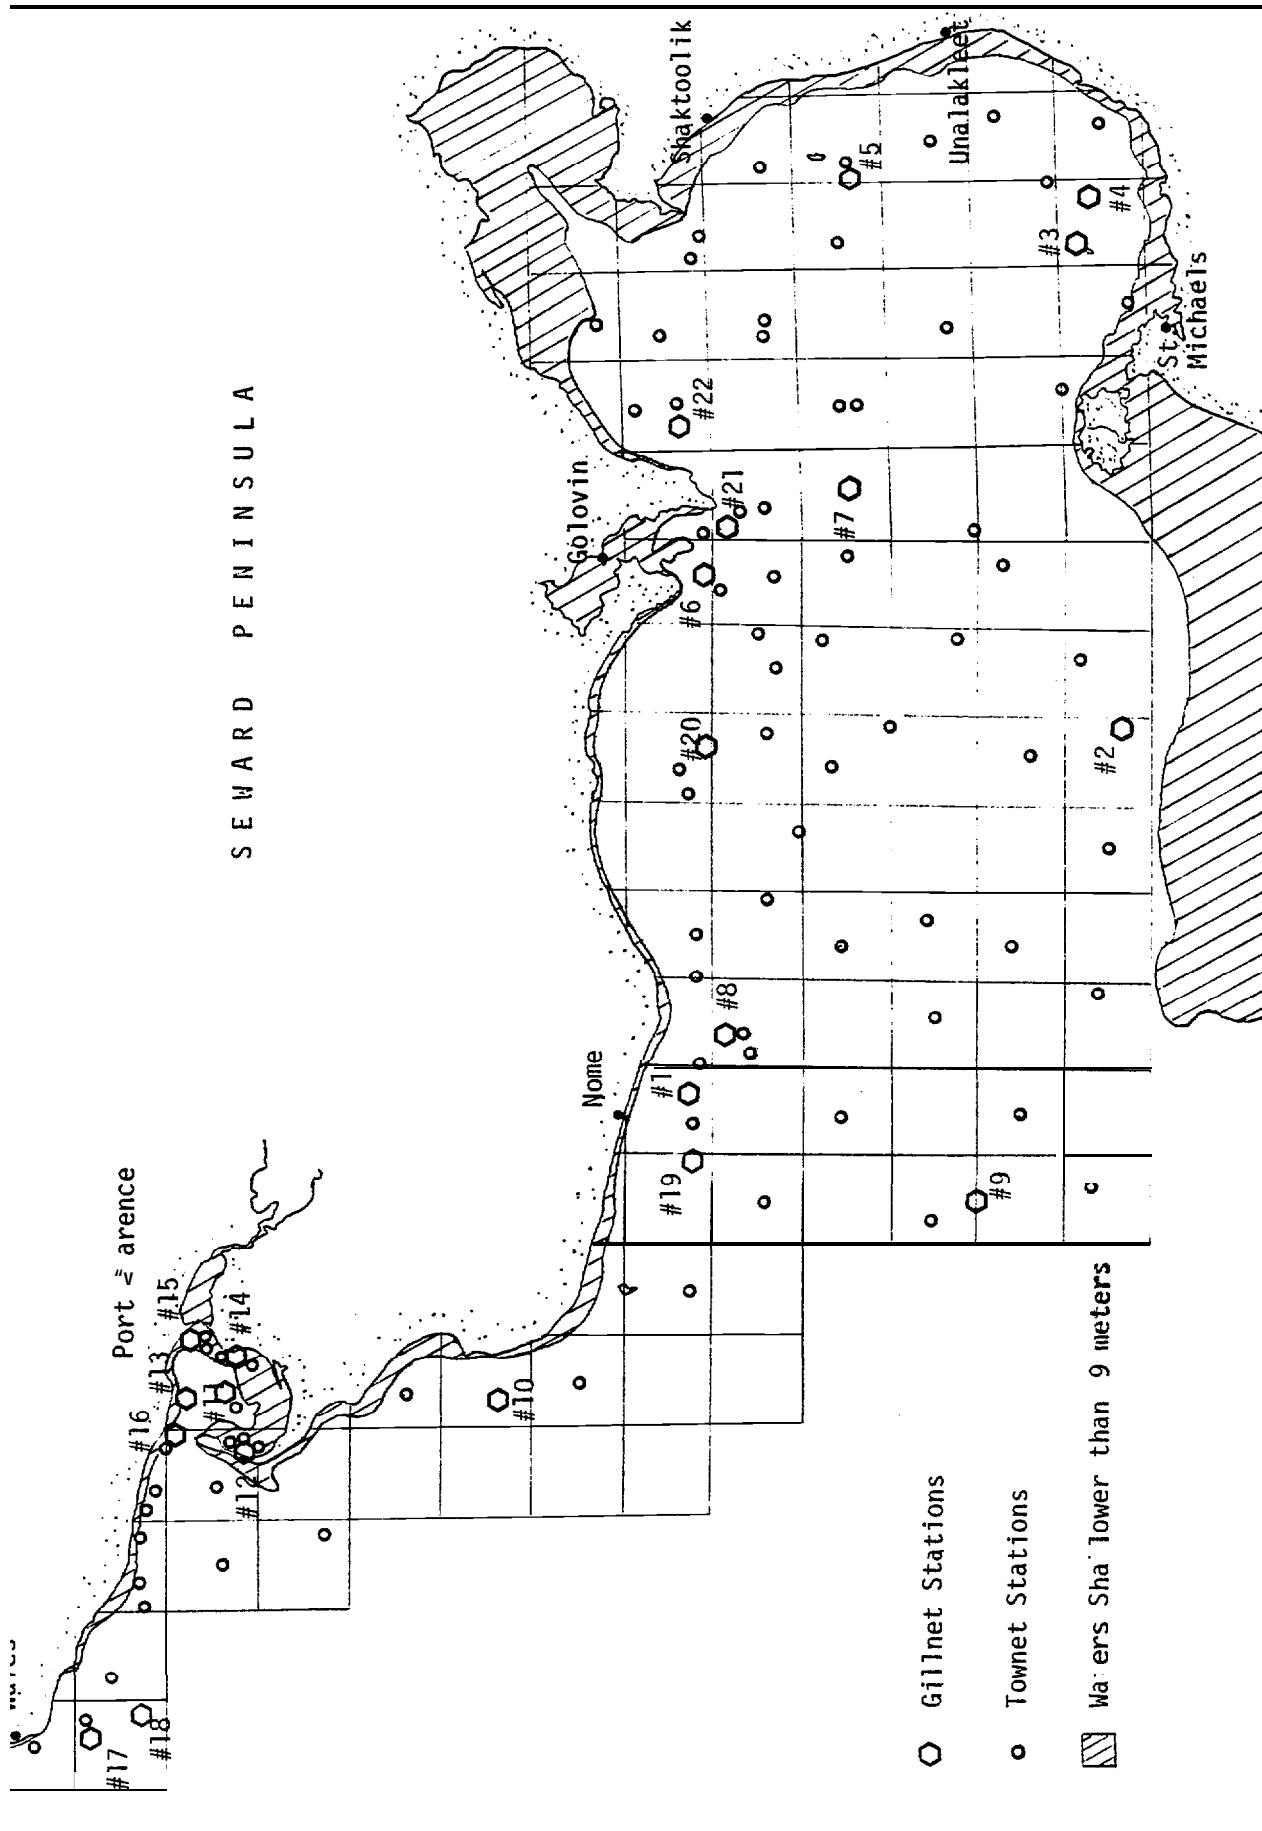 SEWARD PENINSULA
Port
arence
Nome
Golovin
Shaktoolik
Unalakleet
St.
Michaels
#17
#18
#16
#13
#15
#14
#11
#12
#10
#19
#1
#8
#9
#20
#6
#21
#22
#7
#2
#5
#3
#4
Gillnet Stations
Townet Stations
Wa ers Sha lower than 9 meters